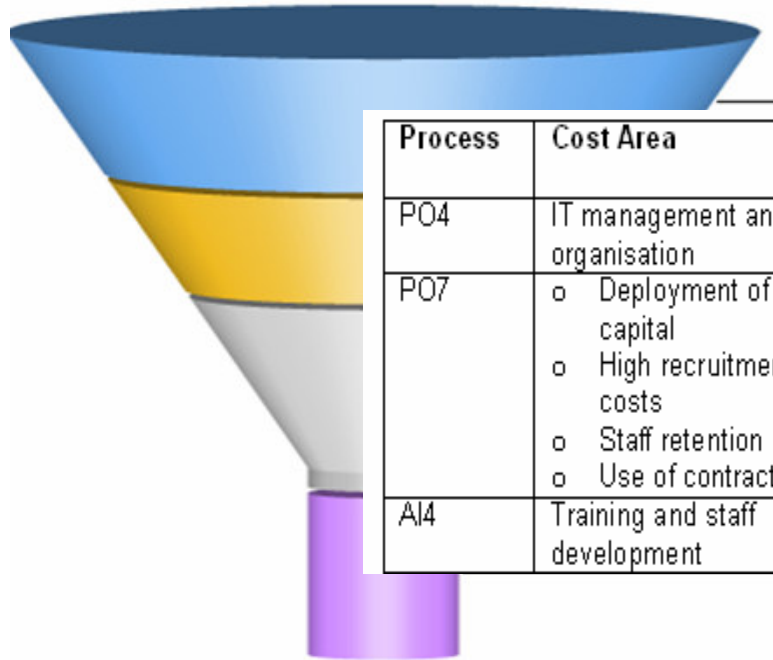 Process Cost Area
PO4 IT management an
organisation
PO7 o Deployment of
capital
o High recruitme
costs
o Staff retention
o Use of contract
AI4 Training and staff
development